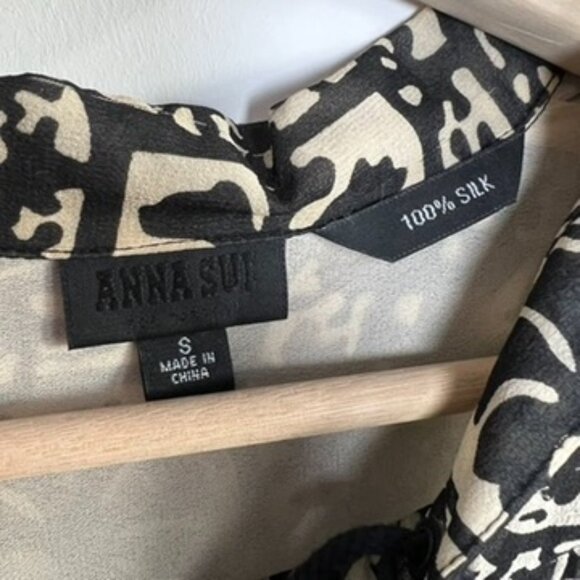 ANNA SUI
100% SILK
S
MADE IN
CHINA